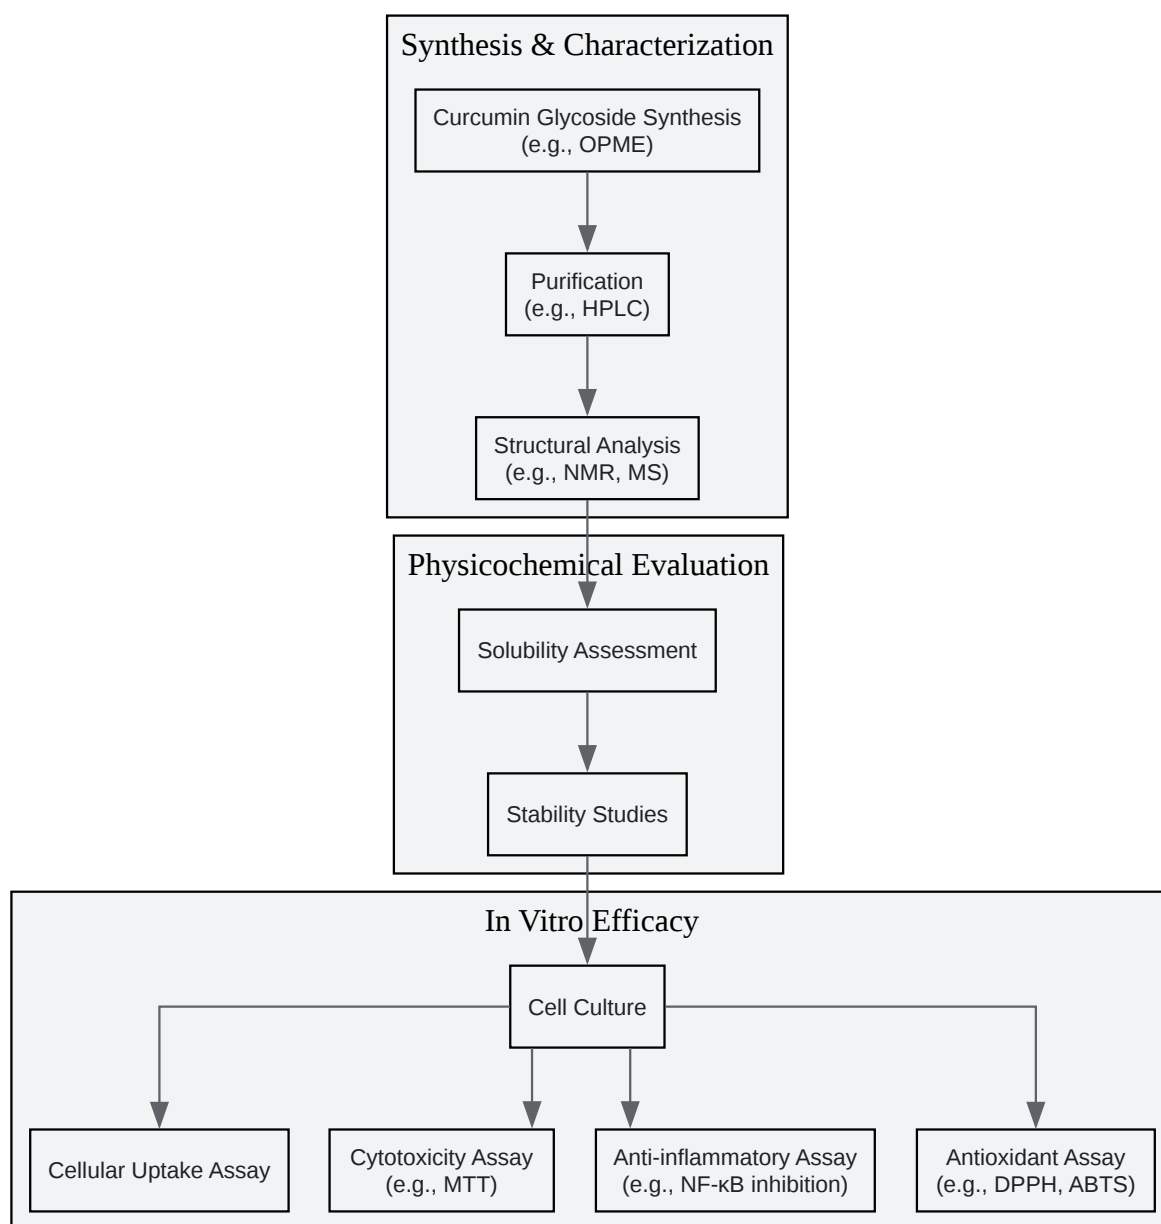 Synthesis & Characterization
Curcumin Glycoside Synthesis
(e.g., OPME)
Purification
(e.g., HPLC)
Structural Analysis
(e.g., NMR, MS)
Physicochemical Evaluation
Solubility Assessment
Stability Studies
In Vitro Efficacy
Cell Culture
Cellular Uptake Assay
Cytotoxicity Assay
(e.g., MTT)
Anti-inflammatory Assay
(e.g., NF-κB inhibition)
Antioxidant Assay
(e.g., DPPH, ABTS)